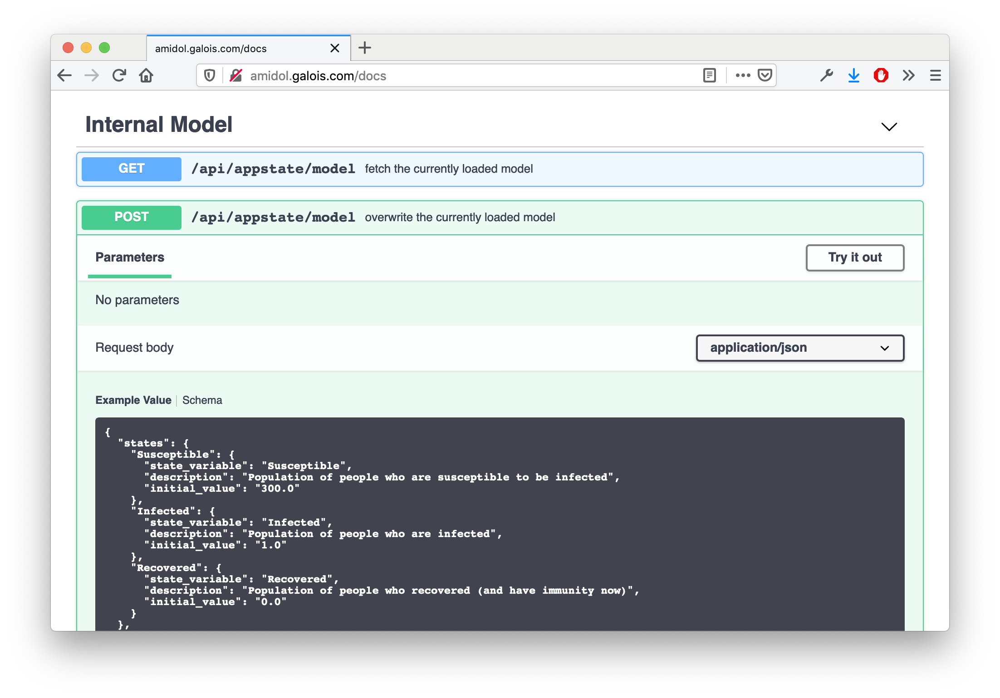 amidol.galois.com/docs
amidol.galois.com/docs
Internal Model
GET /api/appstate/model fetch the currently loaded model
POST /api/appstate/model overwrite the currently loaded model
Parameters Try it out
No parameters
Request body application/json
Example Value Schema
{
  "states": {
    "Susceptible": {
      "state_variable": "Susceptible",
      "description": "Population of people who are susceptible to be infected",
      "initial_value": "300.0"
    },
    "Infected": {
      "state_variable": "Infected",
      "description": "Population of people who are infected",
      "initial_value": "1.0"
    },
    "Recovered": {
      "state_variable": "Recovered",
      "description": "Population of people who recovered (and have immunity now)",
      "initial_value": "0.0"
    }
  },